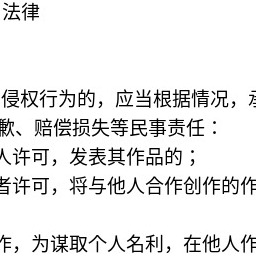 法律
侵权行为的，应当根据情况，承
歉、赔偿损失等民事责任：
人许可，发表其作品的；
者许可，将与他人合作创作的作
作，为谋取个人名利，在他人作